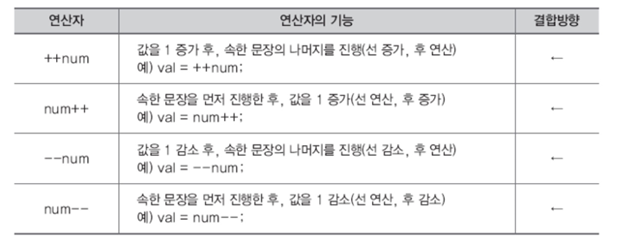 연산자 연산자의 기능 결합방향
++num 값을 1 증가 후, 속한 문장의 나머지를 진행(선 증가, 후 연산) ←
예) val = ++num;
num++ 속한 문장을 먼저 진행한 후, 값을 1 증가(선 연산, 후 증가) ←
예) val = num++;
--num 값을 1 감소 후, 속한 문장의 나머지를 진행(선 감소, 후 연산) ←
예) val = --num;
num-- 속한 문장을 먼저 진행한 후, 값을 1 감소(선 연산, 후 감소) ←
예) val = num--;